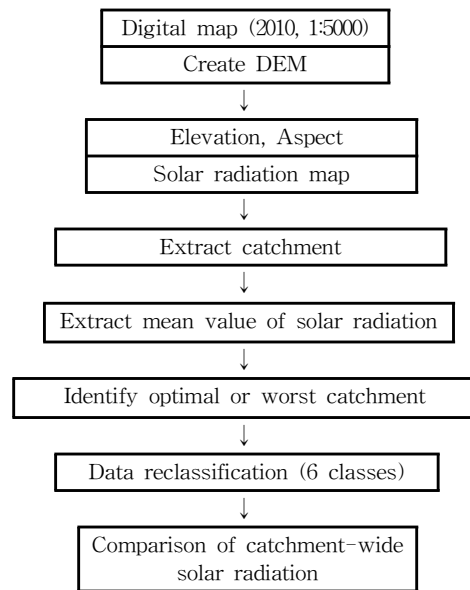 Digital map (2010, 1:5000)
Create DEM
↓
Elevation, Aspect
Solar radiation map
↓
Extract catchment
↓
Extract mean value of solar radiation
↓
Identify optimal or worst catchment
↓
Data reclassification (6 classes)
↓
Comparison of catchment-wide
solar radiation